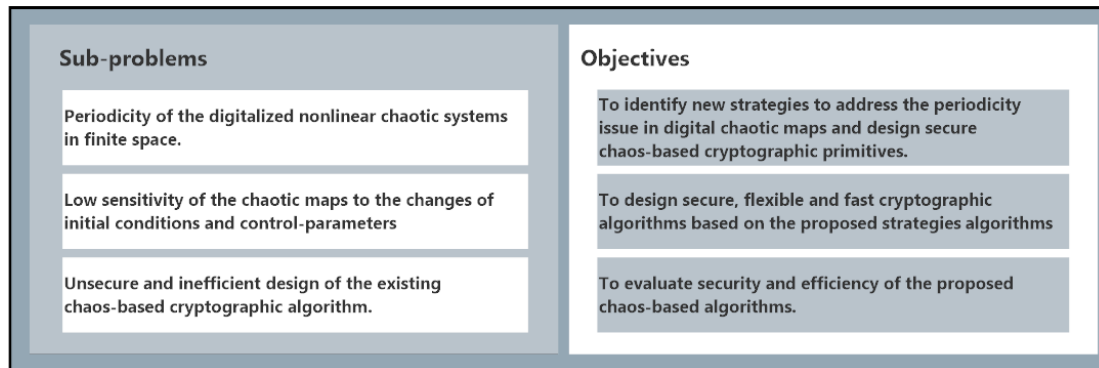 Sub-problems
Periodicity of the digitalized nonlinear chaotic systems
in finite space.
Low sensitivity of the chaotic maps to the changes of
initial conditions and control-parameters
Unsecure and inefficient design of the existing
chaos-based cryptographic algorithm.
Objectives
To identify new strategies to address the periodicity
issue in digital chaotic maps and design secure
chaos-based cryptographic primitives.
To design secure, flexible and fast cryptographic
algorithms based on the proposed strategies algorithms
To evaluate security and efficiency of the proposed
chaos-based algorithms.